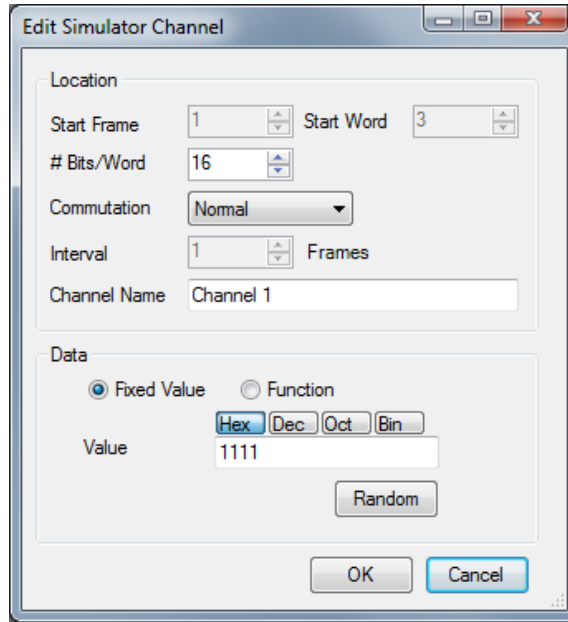 Edit Simulator Channel
Location
Start Frame 1 Start Word 3
# Bits/Word 16
Commutation Normal
Interval 1 Frames
Channel Name Channel 1
Data
Fixed Value Function
Hex Dec Oct Bin
Value 1111
Random
OK Cancel